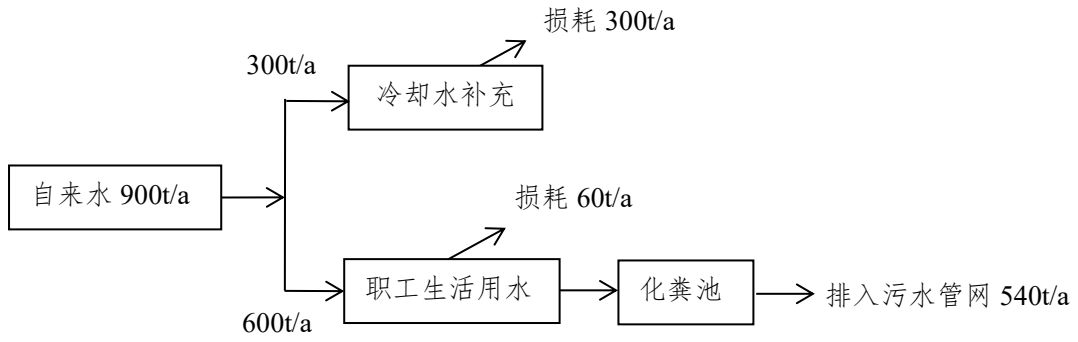 损耗 300t/a
300t/a
冷却水补充
自来水 900t/a
损耗 60t/a
职工生活用水
化粪池
排入污水管网 540t/a
600t/a